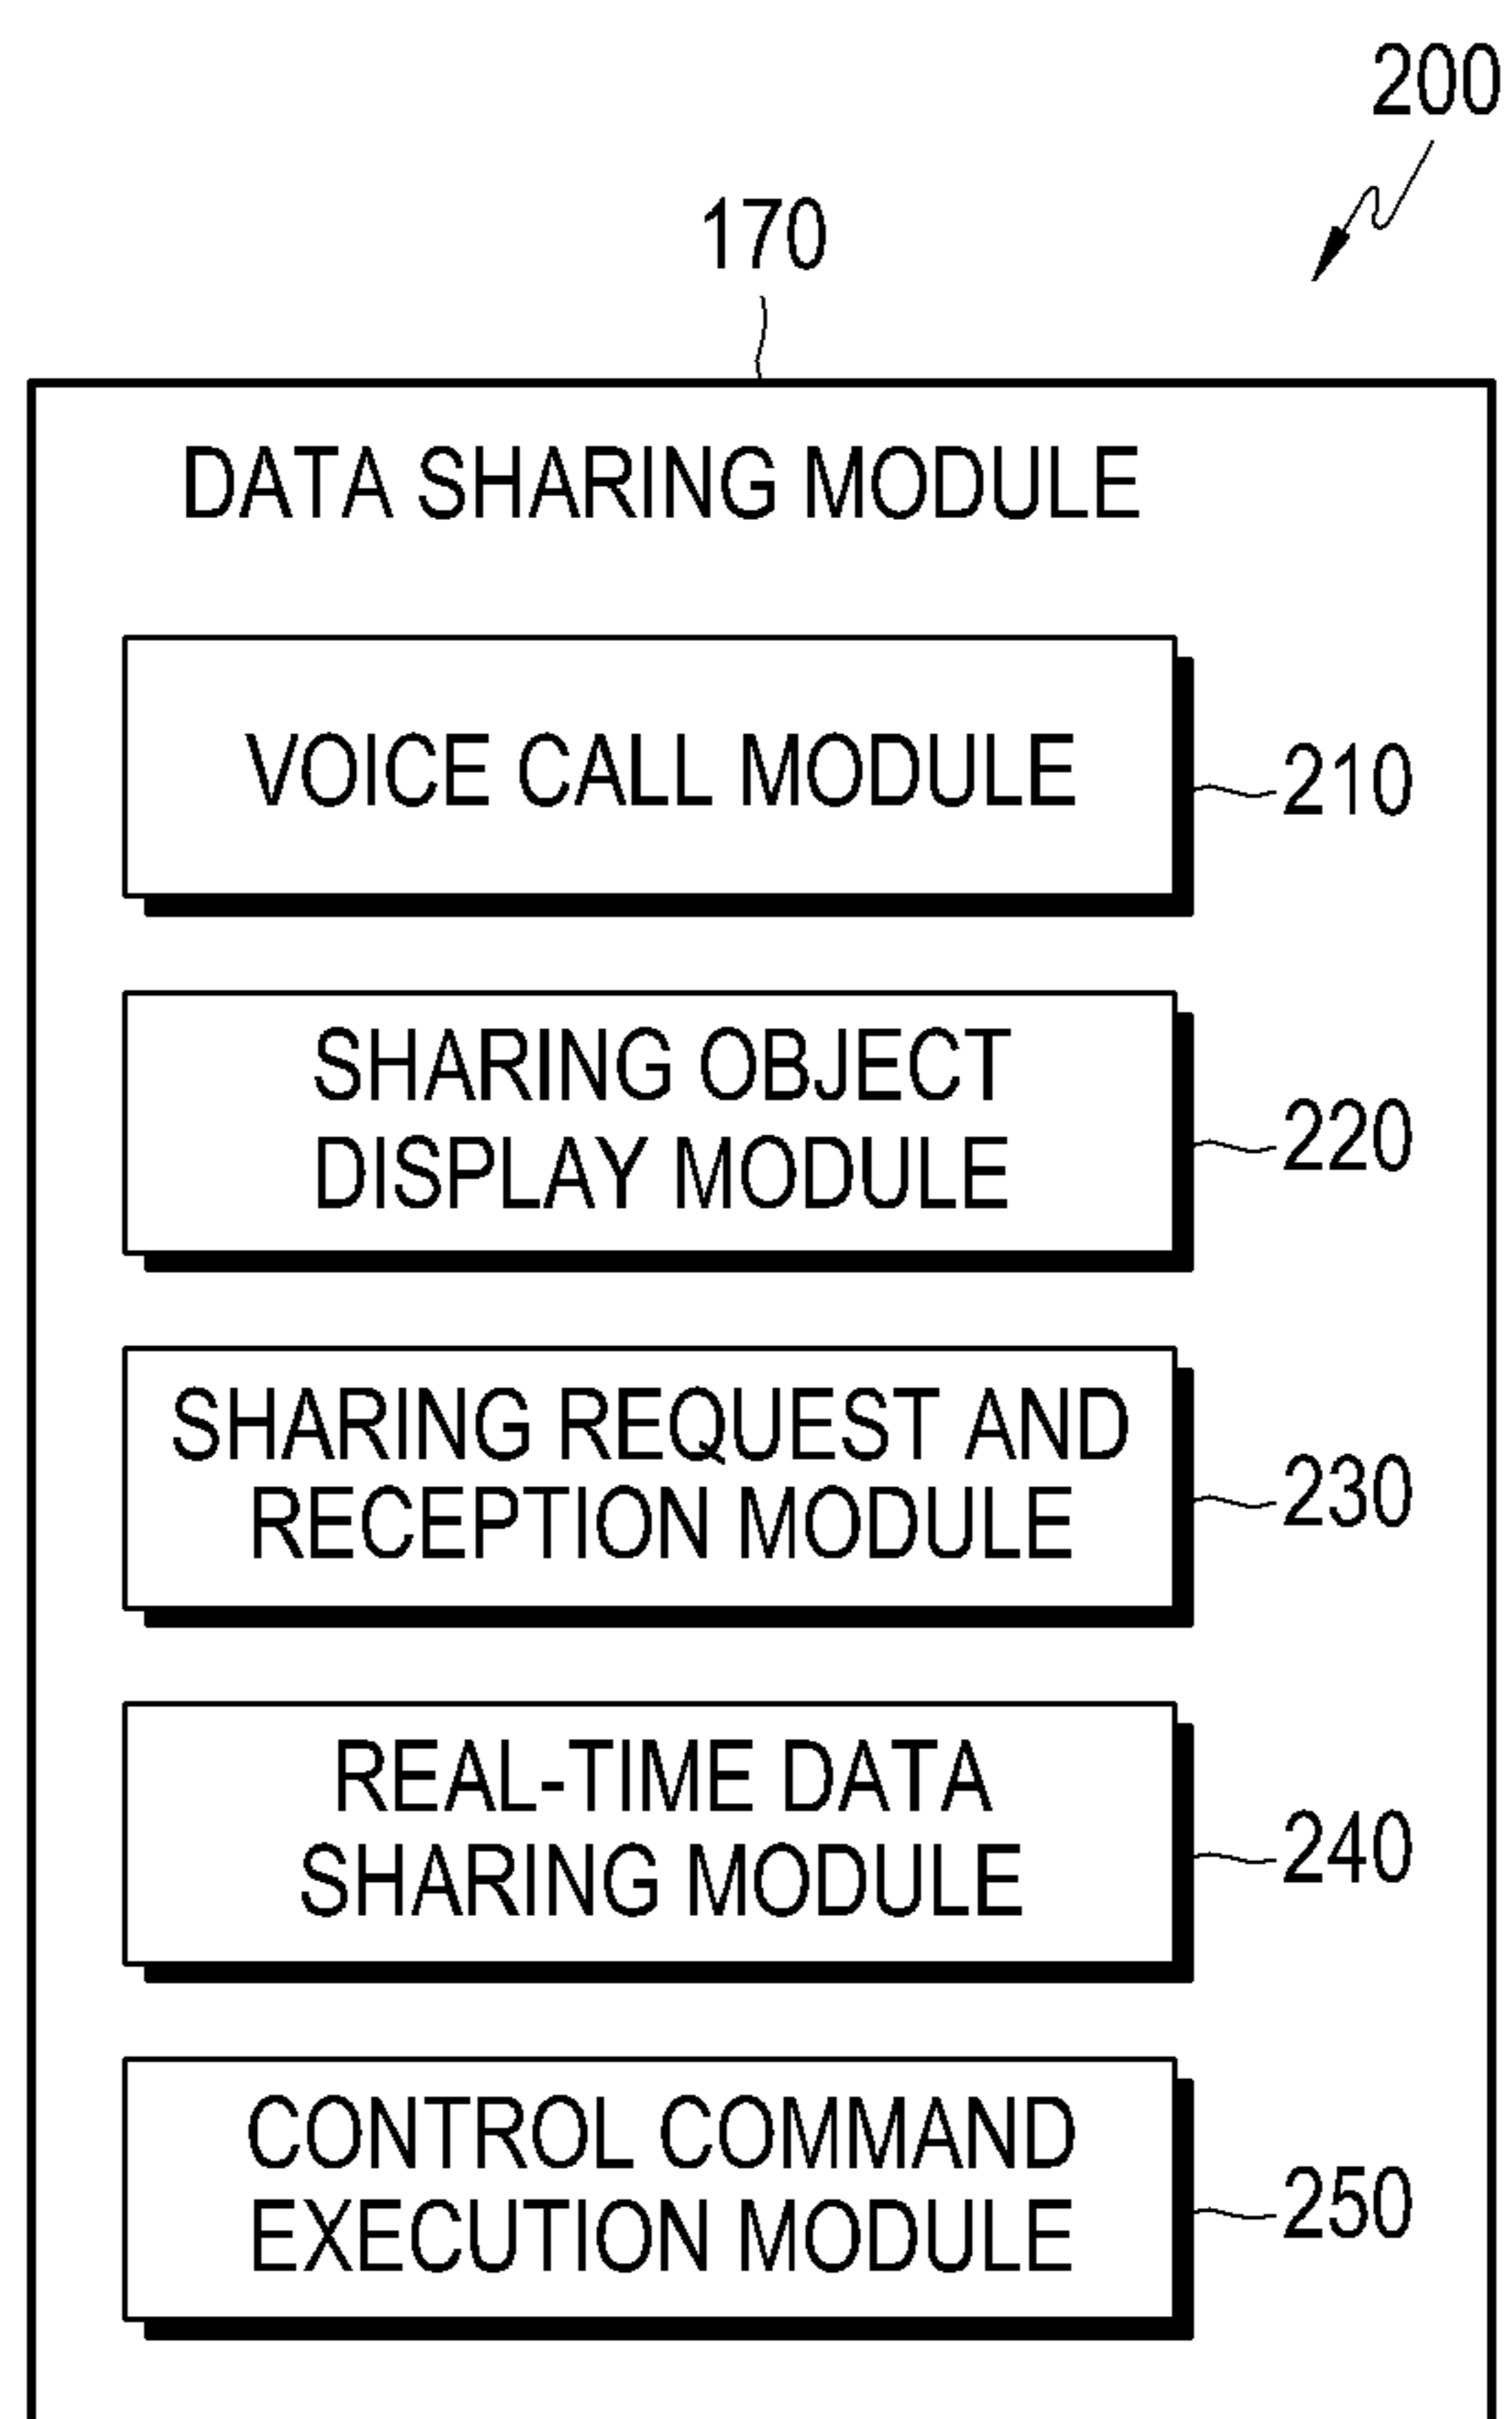 200
170
DATA SHARING MODULE
VOICE CALL MODULE
210
SHARING OBJECT
DISPLAY MODULE
220
SHARING REQUEST AND
RECEPTION MODULE
230
REAL-TIME DATA
SHARING MODULE
240
CONTROL COMMAND
EXECUTION MODULE
250